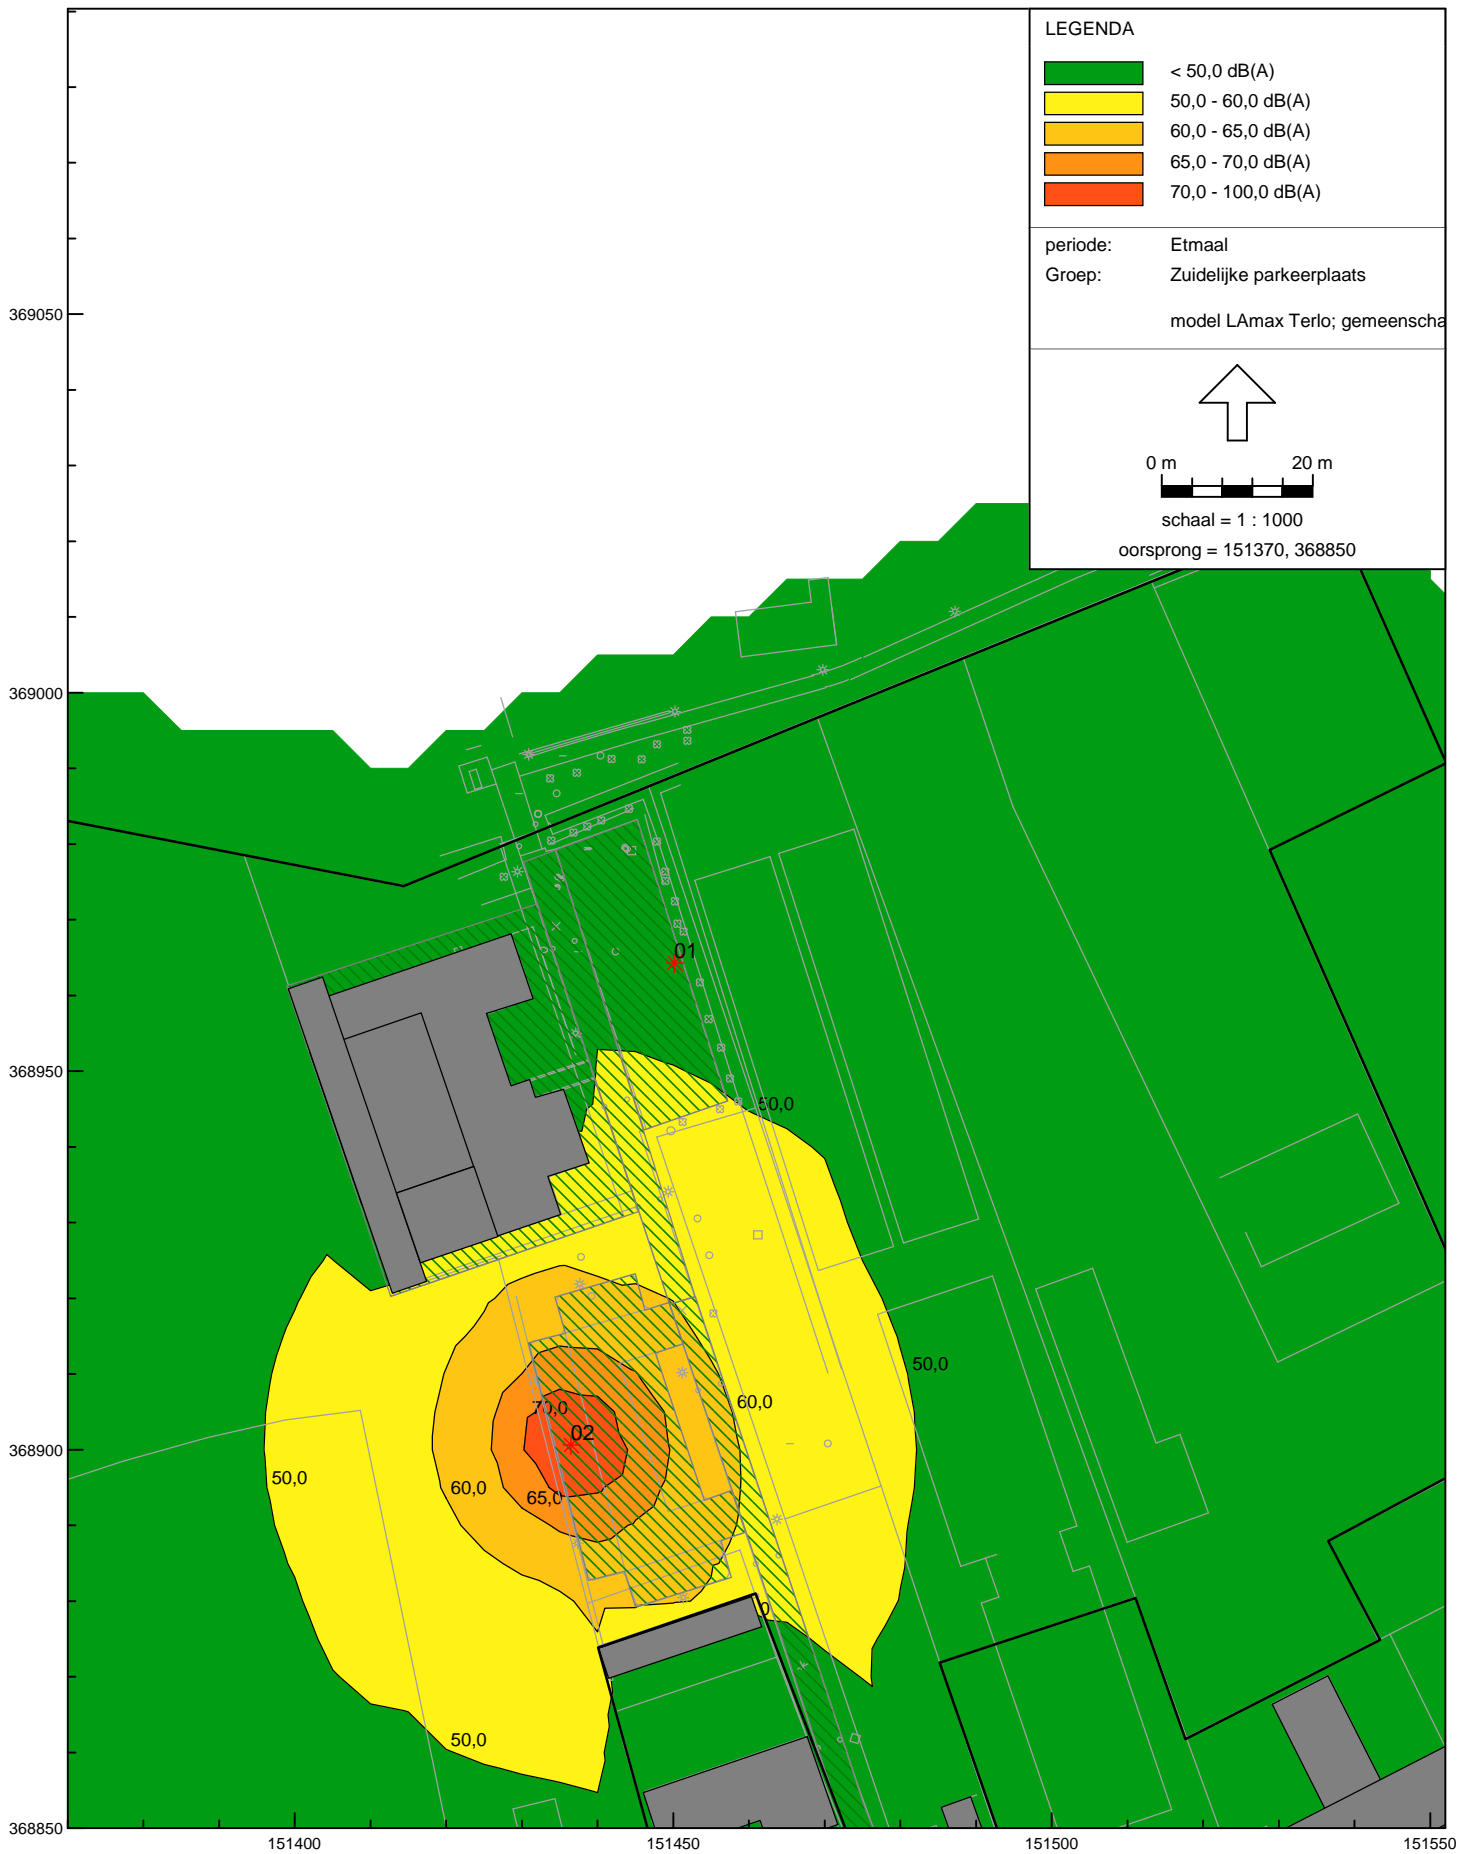 LEGENDA
< 50,0 dB(A)
50,0 - 60,0 dB(A)
60,0 - 65,0 dB(A)
65,0 - 70,0 dB(A)
70,0 - 100,0 dB(A)
periode: Etmaal
Groep: Zuidelijke parkeerplaats
model LAmax Terlo; gemeenscha
0 m 20 m
schaal = 1 : 1000
oorsprong = 151370, 368850
369050
369000
01
368950
50,0
50,0
60,0
70,0
02
368900
50,0
60,0
65,0
0
50,0
368850
151400 151450 151500 151550